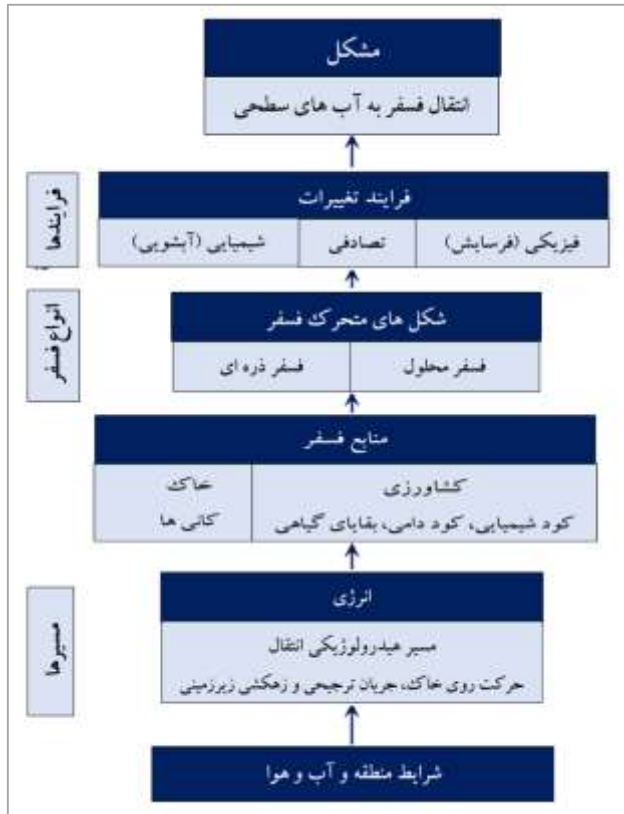 مشکل
انتقال فسفر به آب های سطحی
فرایندها
فرایند تغییرات
فیزیکی (فرسایش)
تصادفی
شیمیایی (آبشویی)
انواع فسفر
شکل های متحرک فسفر
فسفر محلول
فسفر ذره ای
منابع فسفر
کشاورزی
کود شیمیایی، کود دامی، بقایای گیاهی
خاک
کانی ها
مسیرها
انرژی
مسیر هیدرولوژیکی انتقال
حرکت روی خاک، جریان ترجیحی و زهکشی زیرزمینی
شرایط منطقه و آب و هوا